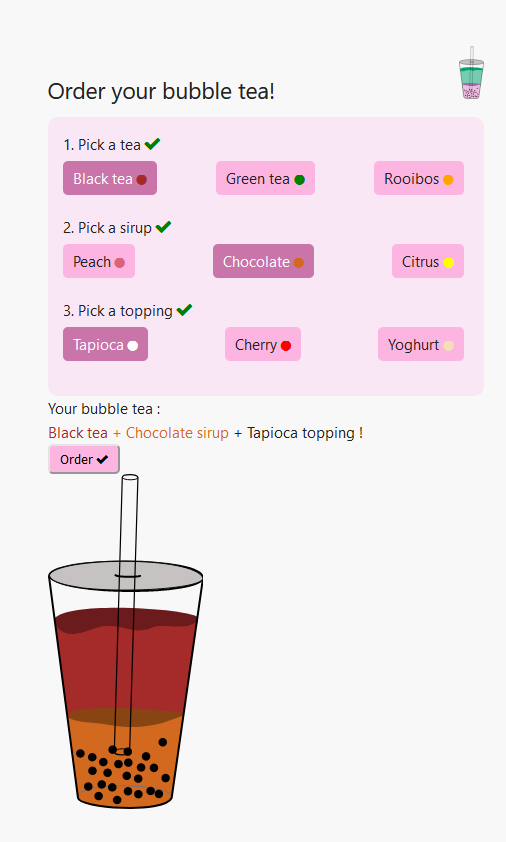 Order your bubble tea!
1. Pick a tea ✔
Black tea Green tea Rooibos
2. Pick a sirup ✔
Peach Chocolate Citrus
3. Pick a topping ✔
Tapioca Cherry Yoghurt
Your bubble tea :
Black tea + Chocolate sirup + Tapioca topping !
Order ✔